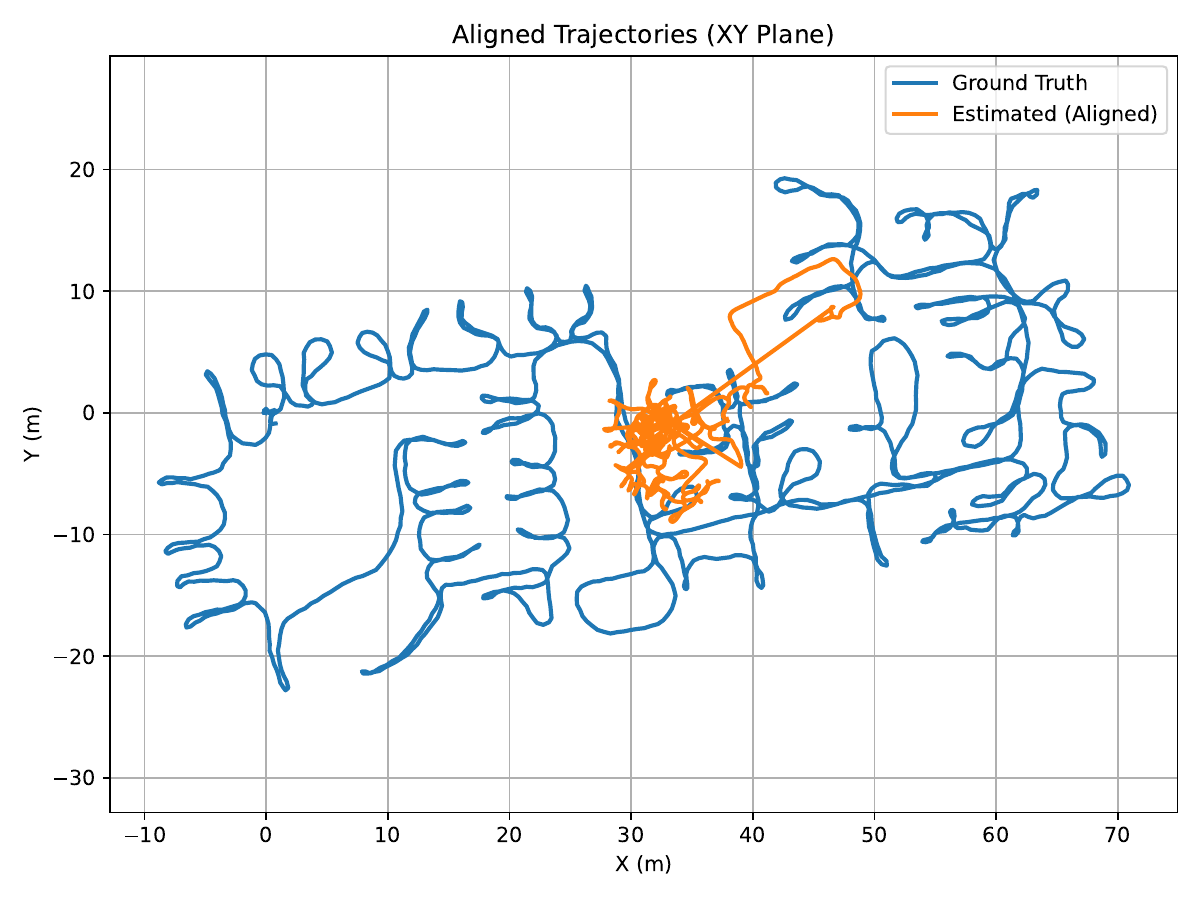 Aligned Trajectories (XY Plane)
Ground Truth
Estimated (Aligned)
20
10
0
−10
−20
−30
Y (m)
−10 0 10 20 30 40 50 60 70
X (m)